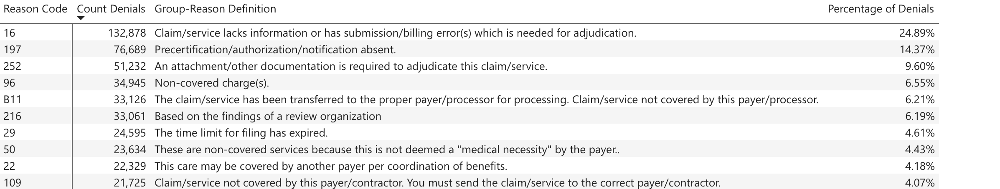 Reason Code Count Denials Group-Reason Definition Percentage of Denials
16 132,878 Claim/service lacks information or has submission/billing error(s) which is needed for adjudication. 24.89%
197 76,689 Precertification/authorization/notification absent. 14.37%
252 51,232 An attachment/other documentation is required to adjudicate this claim/service. 9.60%
96 34,945 Non-covered charge(s). 6.55%
B11 33,126 The claim/service has been transferred to the proper payer/processor for processing. Claim/service not covered by this payer/processor. 6.21%
216 33,061 Based on the findings of a review organization 6.19%
29 24,595 The time limit for filing has expired. 4.61%
50 23,634 These are non-covered services because this is not deemed a "medical necessity" by the payer.. 4.43%
22 22,329 This care may be covered by another payer per coordination of benefits. 4.18%
109 21,725 Claim/service not covered by this payer/contractor. You must send the claim/service to the correct payer/contractor. 4.07%